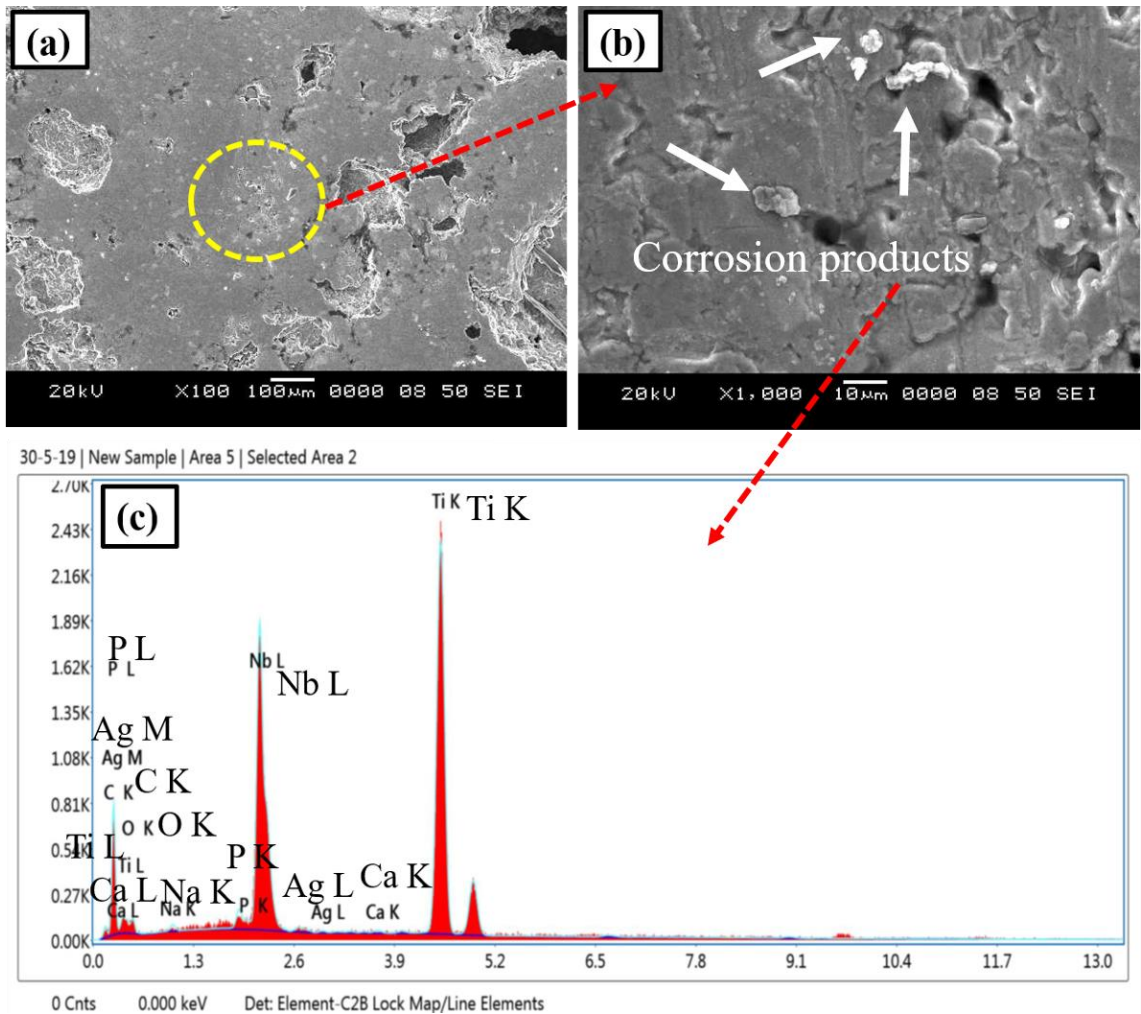 (a)
20kV X100 100µm 0000 08 50 SEI
(b)
Corrosion products
20kV X1,000 10µm 0000 08 50 SEI
30-5-19 | New Sample | Area 5 | Selected Area 2
(c)
2.70K
2.43K
2.16K
1.89K
1.62K
1.35K
1.08K
0.81K
0.54K
0.27K
0.00K
Ti K Ti K
P L
P L
Nb L
Nb L
Ag M
Ag M
C K C K
O K O K
Ti L
Ti L
P K
Ca L Na K Ag L Ca K
Ca L Na K P K Ag L Ca K
0.0 1.3 2.6 3.9 5.2 6.5 7.8 9.1 10.4 11.7 13.0
0 Cnts 0.000 keV Det: Element-C2B Lock Map/Line Elements